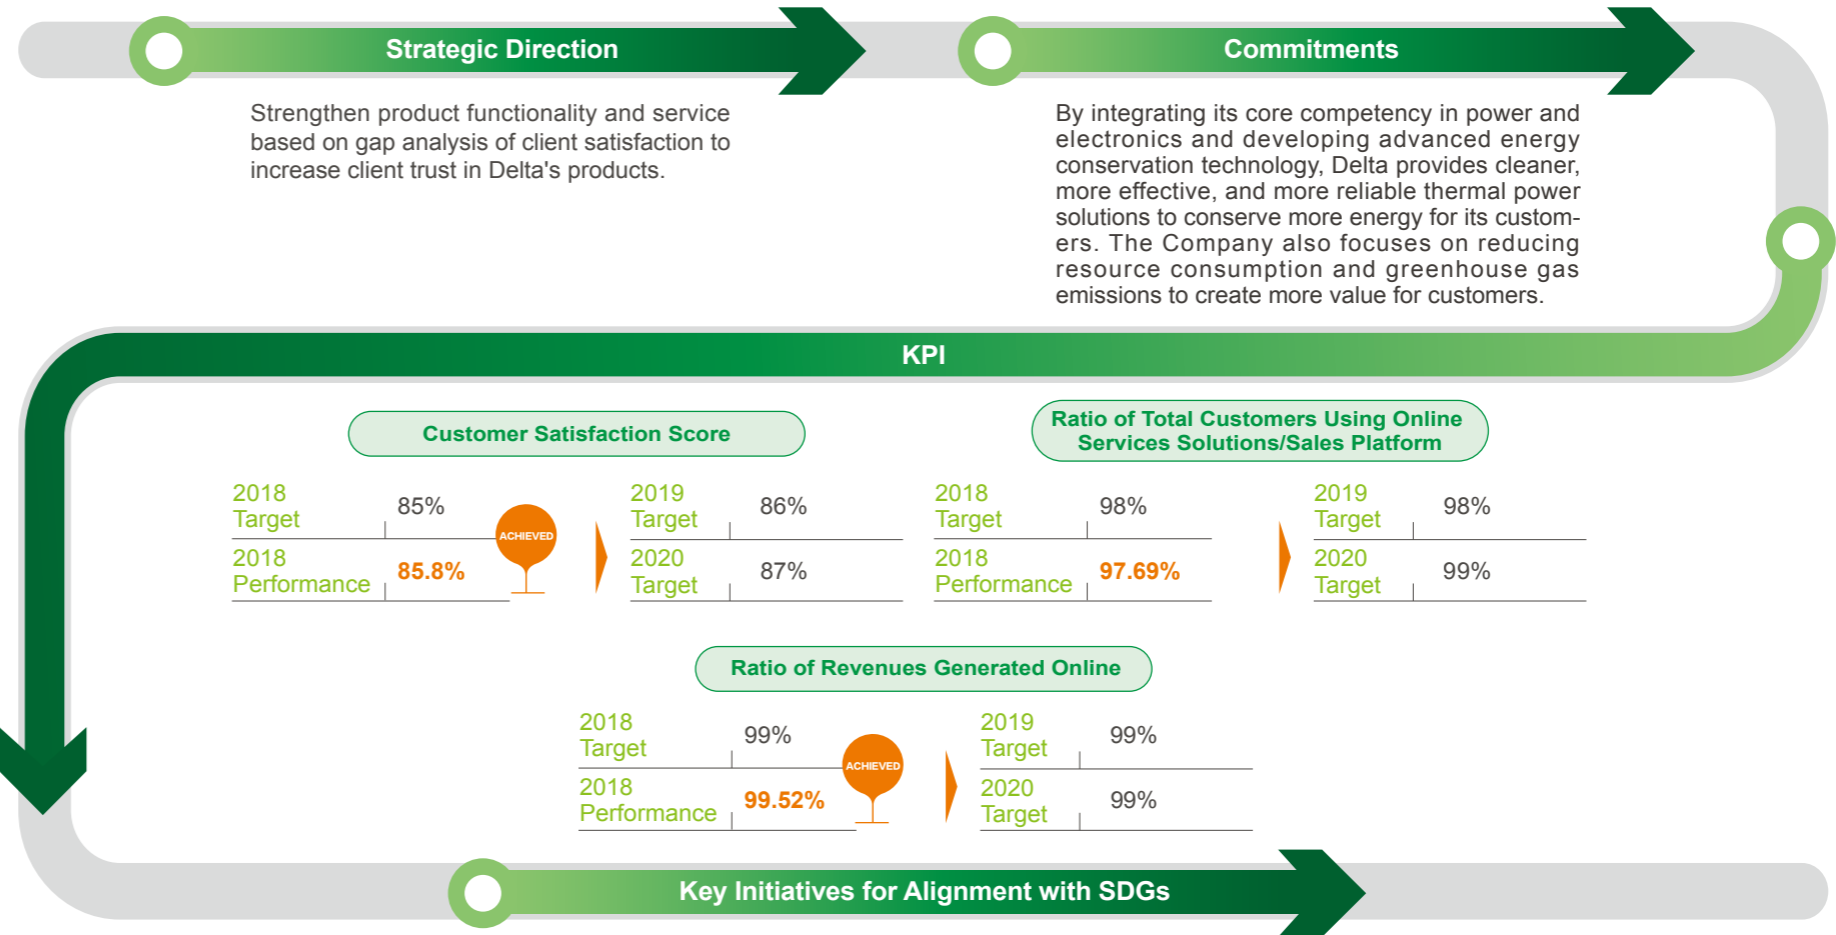 Strategic Direction
Strengthen product functionality and service
based on gap analysis of client satisfaction to
increase client trust in Delta's products.
Commitments
By integrating its core competency in power and
electronics and developing advanced energy
conservation technology, Delta provides cleaner,
more effective, and more reliable thermal power
solutions to conserve more energy for its custom-
ers. The Company also focuses on reducing
resource consumption and greenhouse gas
emissions to create more value for customers.
KPI
Customer Satisfaction Score
2018
Target
85%
2018
Performance
85.8%
ACHIEVED
2019
Target
86%
2020
Target
87%
Ratio of Total Customers Using Online
Services Solutions/Sales Platform
2018
Target
98%
2018
Performance
97.69%
2019
Target
98%
2020
Target
99%
Ratio of Revenues Generated Online
2018
Target
99%
2018
Performance
99.52%
ACHIEVED
2019
Target
99%
2020
Target
99%
Key Initiatives for Alignment with SDGs